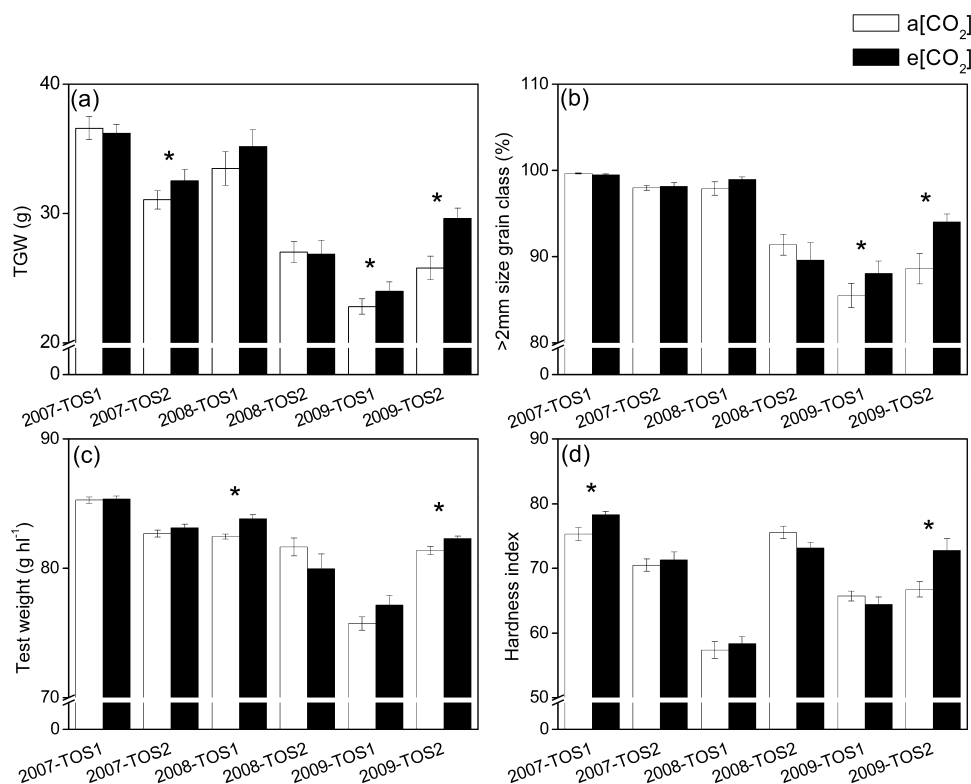 a[CO₂]
e[CO₂]
(a)
TGW (g)
40
30
20
0
*
*
*
2007-TOS1
2007-TOS2
2008-TOS1
2008-TOS2
2009-TOS1
2009-TOS2
(b)
>2mm size grain class (%)
110
100
90
80
0
*
*
2007-TOS1
2007-TOS2
2008-TOS1
2008-TOS2
2009-TOS1
2009-TOS2
(c)
Test weight (g hl⁻¹)
90
80
70
0
*
*
2007-TOS1
2007-TOS2
2008-TOS1
2008-TOS2
2009-TOS1
2009-TOS2
(d)
Hardness index
90
80
70
60
50
0
*
*
2007-TOS1
2007-TOS2
2008-TOS1
2008-TOS2
2009-TOS1
2009-TOS2